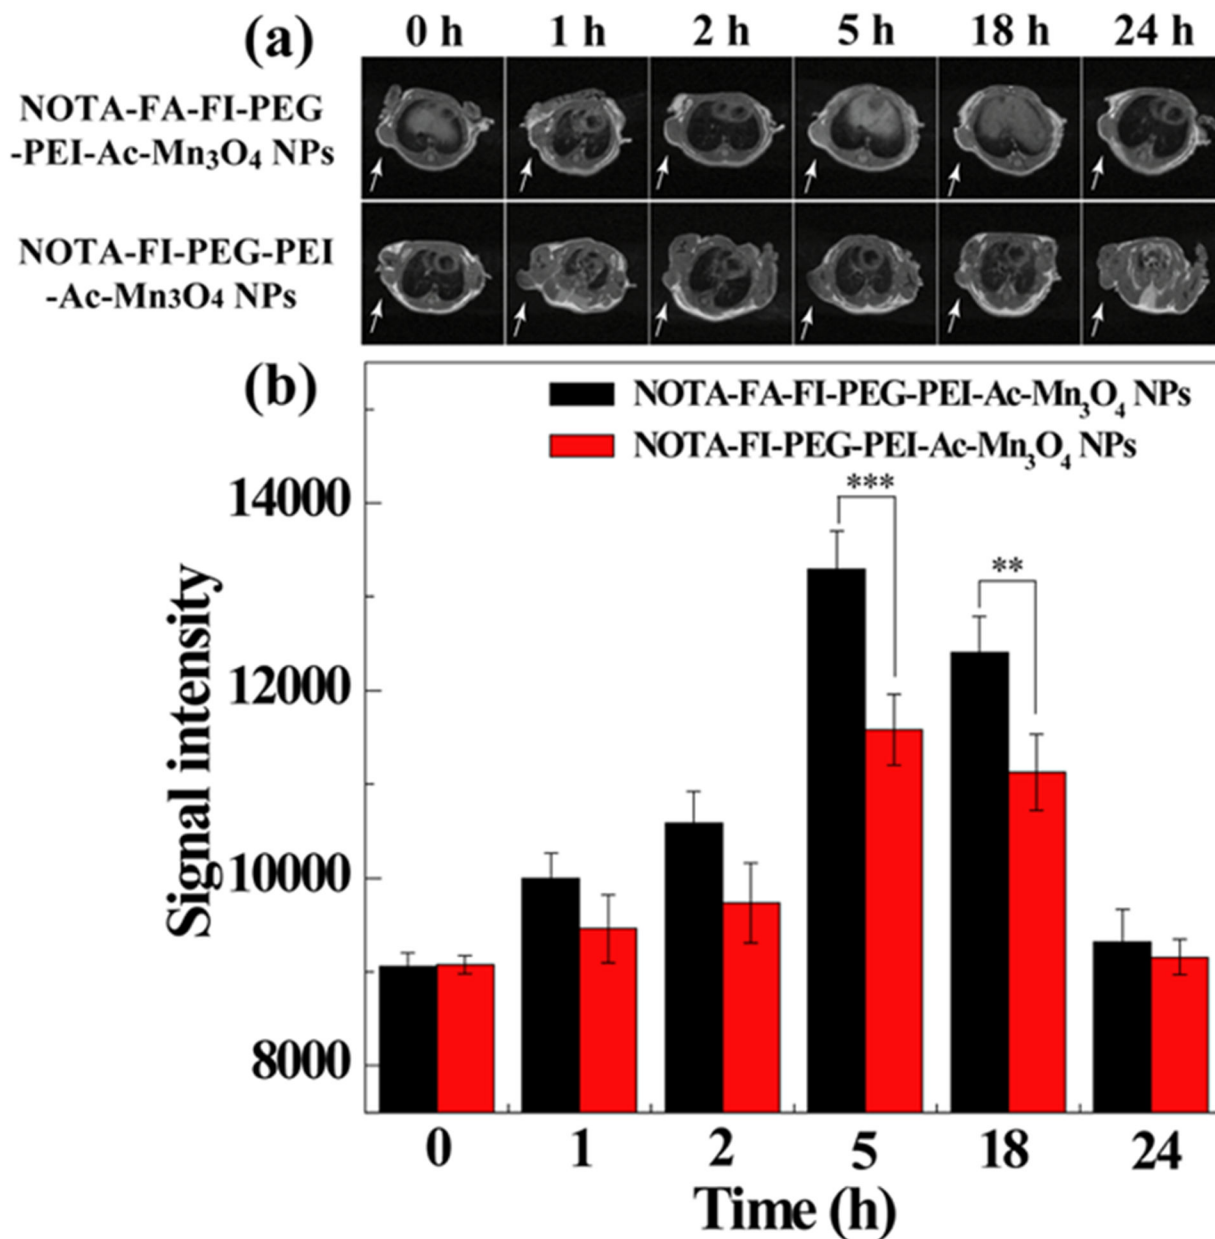 (a) 0 h 1 h 2 h 5 h 18 h 24 h
NOTA-FA-FI-PEG
-PEI-Ac-Mn₃O₄ NPs
NOTA-FI-PEG-PEI
-Ac-Mn3O4 NPs
(b)
NOTA-FA-FI-PEG-PEI-Ac-Mn₃O₄ NPs
NOTA-FI-PEG-PEI-Ac-Mn₃O₄ NPs
***
**
14000
12000
10000
8000
Signal intensity
0 1 2 5 18 24
Time (h)